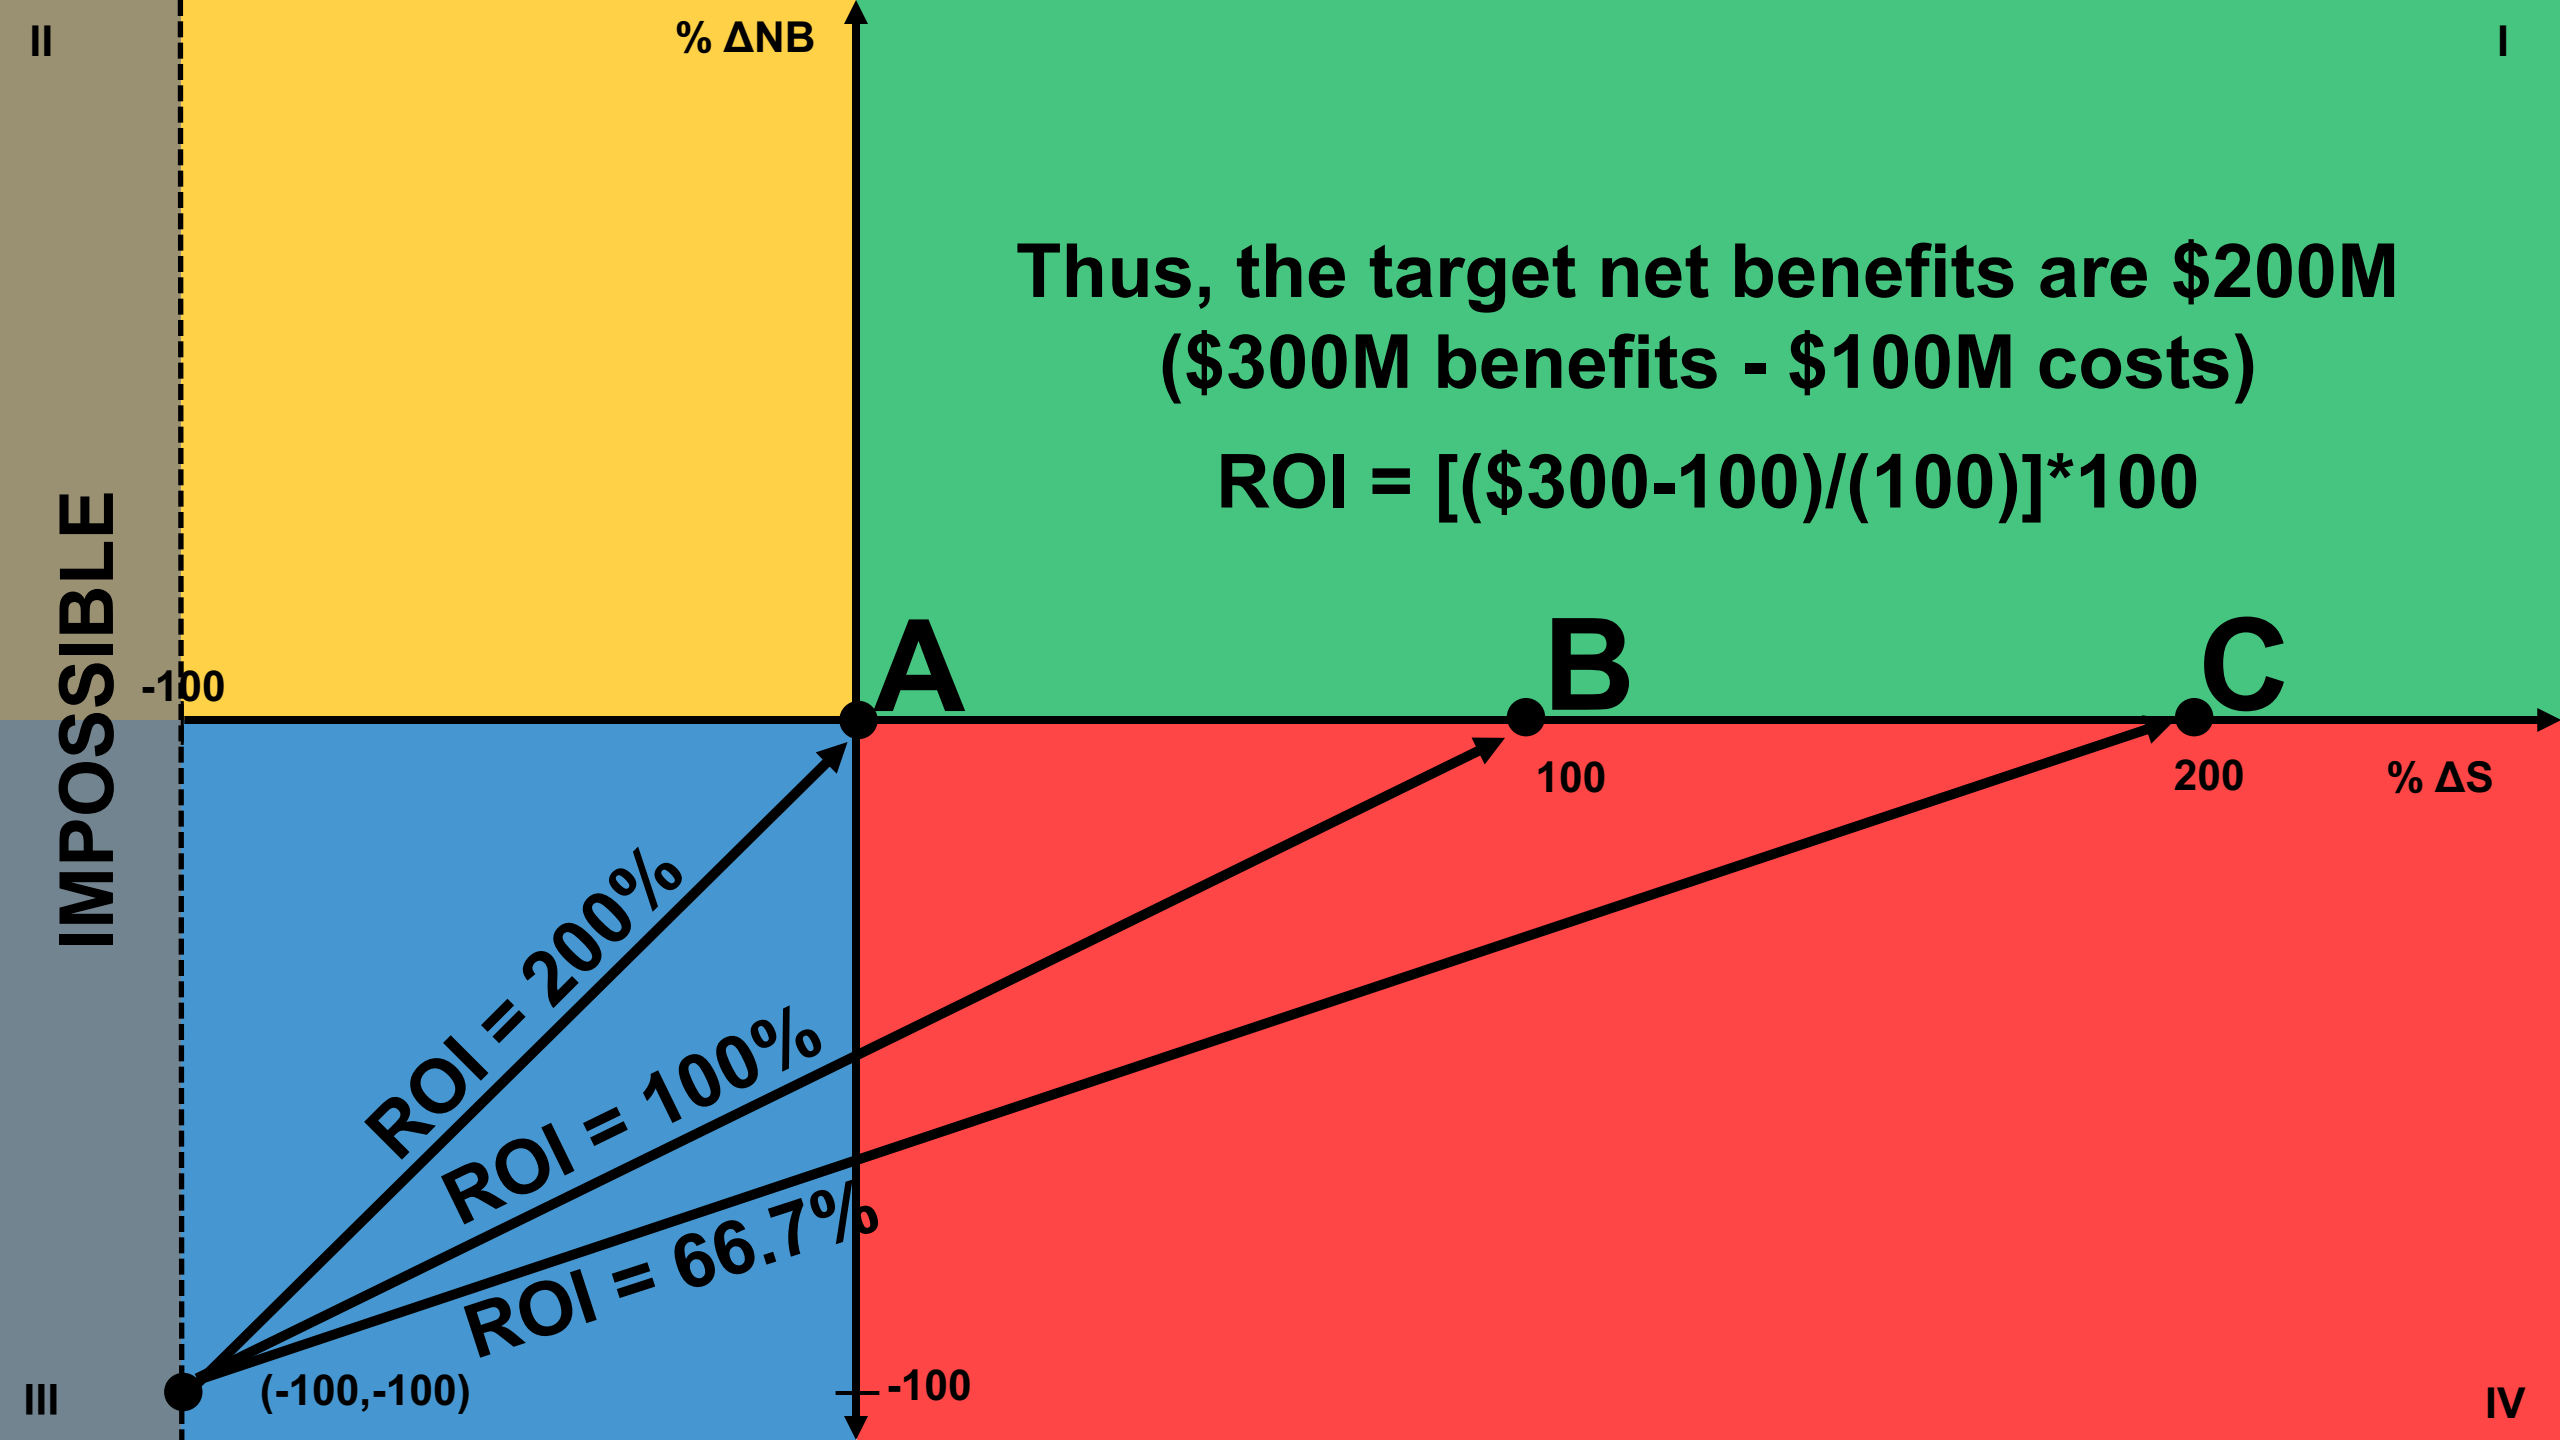 II
% ΔNB
I
Thus, the target net benefits are $200M
($300M benefits - $100M costs)
ROI = [($300-100)/(100)]*100
IMPOSSIBLE
-100
A
B
C
100
200
% ΔS
ROI = 200%
ROI = 100%
ROI = 66.7%
III
(-100,-100)
-100
IV